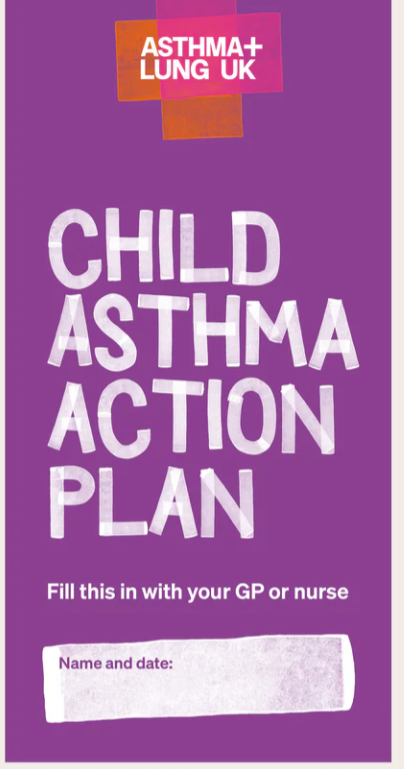 ASTHMA+
LUNG UK
CHILD
ASTHMA
ACTION
PLAN
Fill this in with your GP or nurse
Name and date: